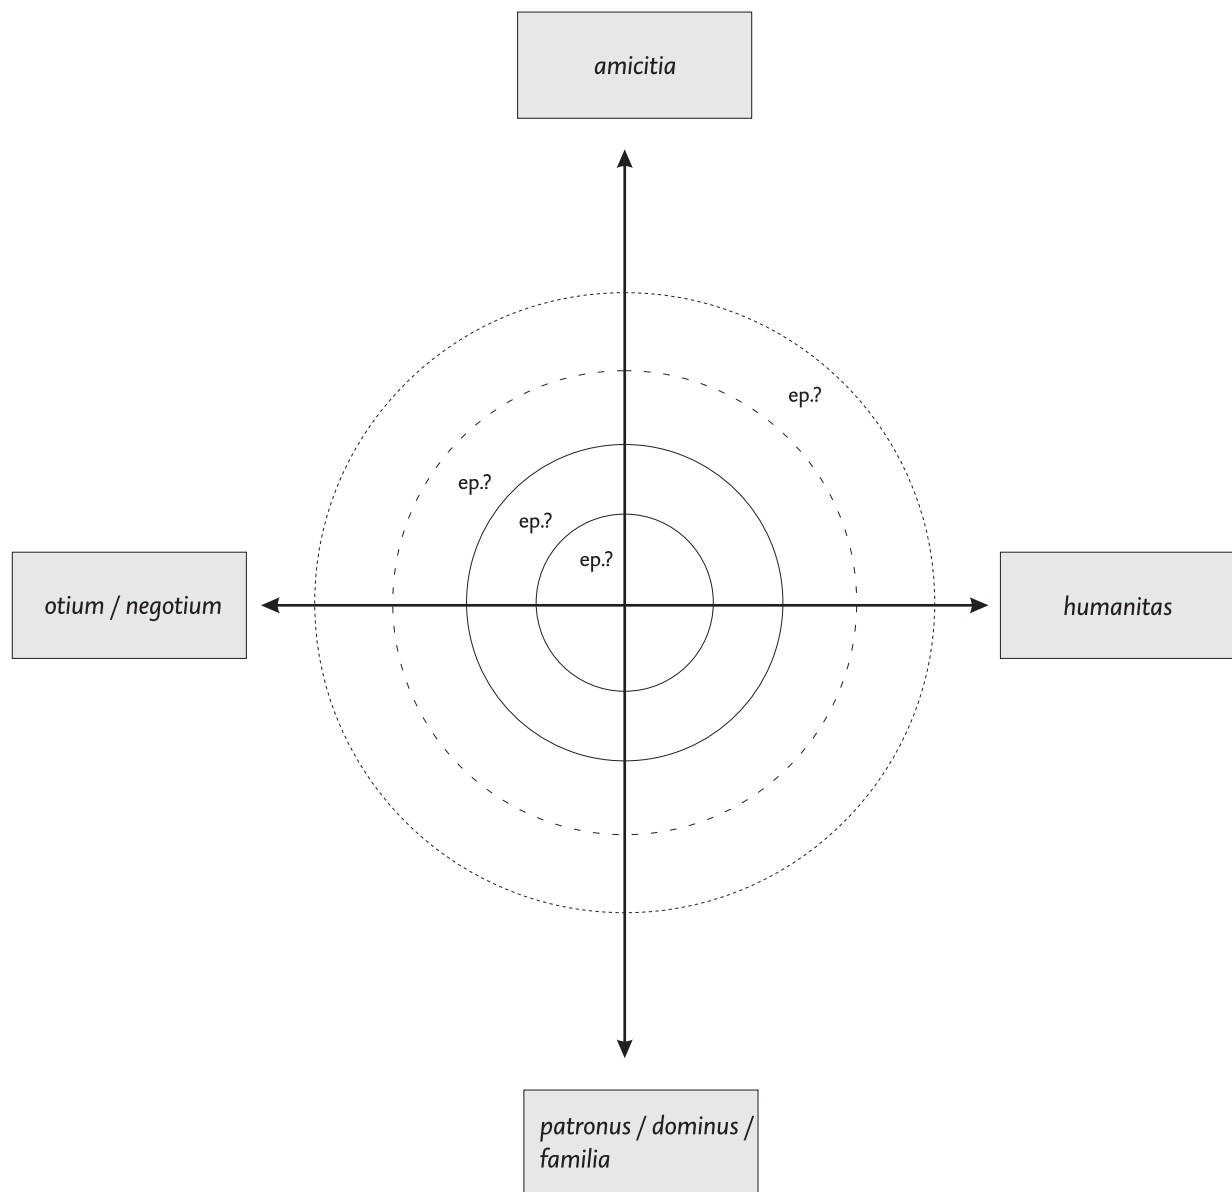 amicitia
ep.?
ep.?
ep.?
ep.?
otium / negotium
humanitas
patronus / dominus /
familia